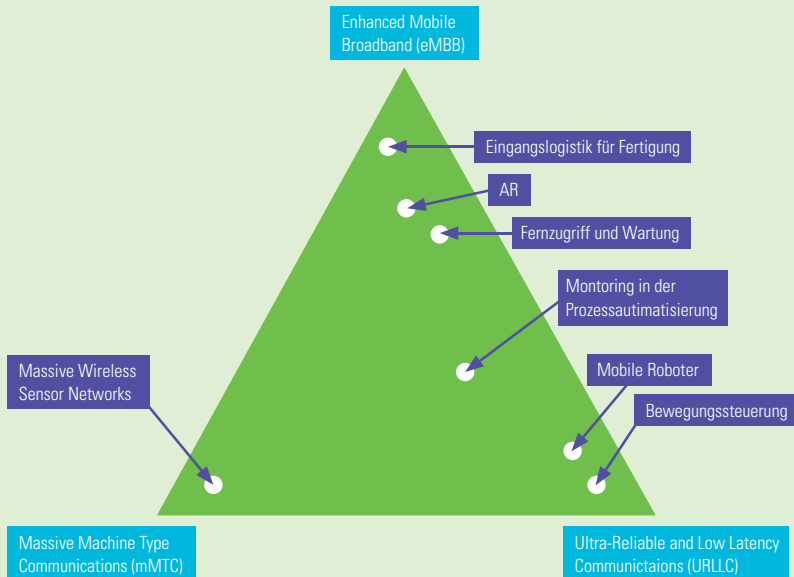 Enhanced Mobile
Broadband (eMBB)
Eingangslogistik für Fertigung
AR
Fernzugriff und Wartung
Montoring in der
Prozessautimatisierung
Mobile Roboter
Massive Wireless
Sensor Networks
Bewegungssteuerung
Massive Machine Type
Communications (mMTC)
Ultra-Reliable and Low Latency
Communictaions (URLLC)